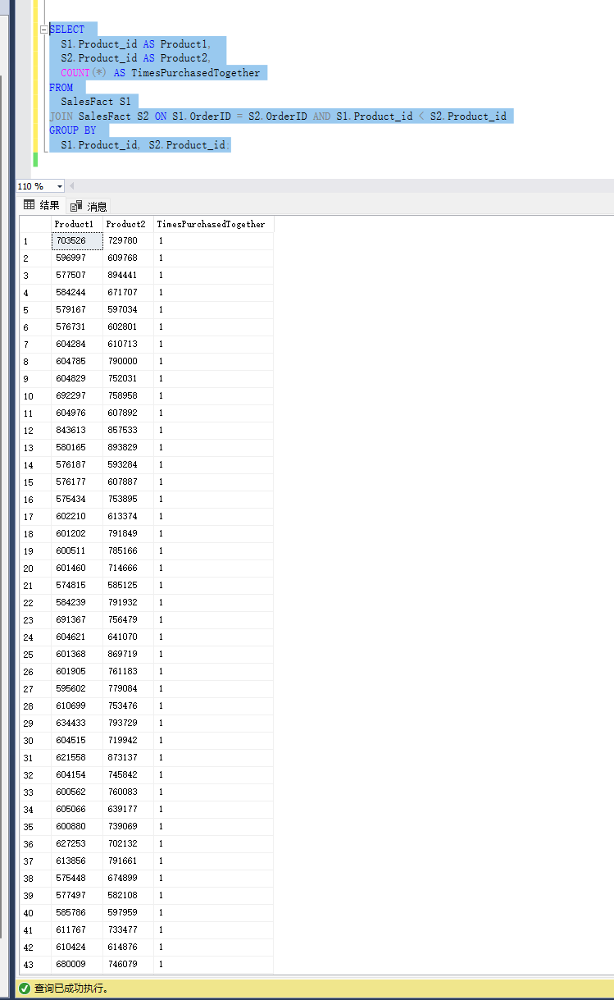 SELECT
S1.Product_id AS Product1,
S2.Product_id AS Product2,
COUNT(*) AS TimesPurchasedTogether
FROM
SalesFact S1
JOIN SalesFact S2 ON S1.OrderID = S2.OrderID AND S1.Product_id < S2.Product_id
GROUP BY
S1.Product_id, S2.Product_id;
110 %
结果 消息
Product1 Product2 TimesPurchasedTogether
1 703526 729780 1
2 596997 609768 1
3 577507 894441 1
4 584244 671707 1
5 579167 597034 1
6 576731 602801 1
7 604284 610713 1
8 604785 790000 1
9 604829 752031 1
10 692297 758958 1
11 604976 607892 1
12 843613 857533 1
13 580165 893829 1
14 576187 593284 1
15 576177 607887 1
16 575434 753895 1
17 602210 613374 1
18 601202 791849 1
19 600511 785166 1
20 601460 714666 1
21 574815 585125 1
22 584239 791932 1
23 691367 756479 1
24 604621 641070 1
25 601368 869719 1
26 601905 761183 1
27 595602 779084 1
28 610699 753476 1
29 634433 793729 1
30 604515 719942 1
31 621558 873137 1
32 604154 745842 1
33 600562 760083 1
34 605066 639177 1
35 600880 739069 1
36 627253 702132 1
37 613856 791661 1
38 575448 674899 1
39 577497 582108 1
40 585786 597959 1
41 611767 733477 1
42 610424 614876 1
43 680009 746079 1
查询已成功执行。